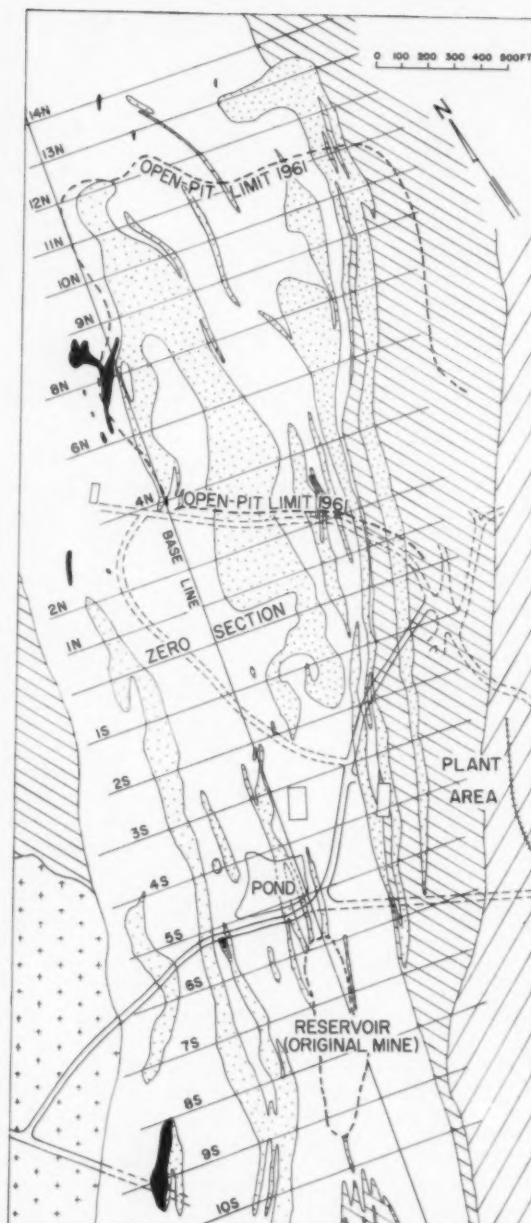 0 100 200 300 400 500FT
N
14N
13N
OPEN-PIT LIMIT 1961
12N
11N
10N
9N
8N
6N
4N
OPEN-PIT LIMIT 1961
BASE LINE
2N
1N
ZERO SECTION
1S
2S
PLANT
AREA
3S
4S
POND
5S
6S
RESERVOIR
(ORIGINAL MINE)
7S
8S
9S
10S